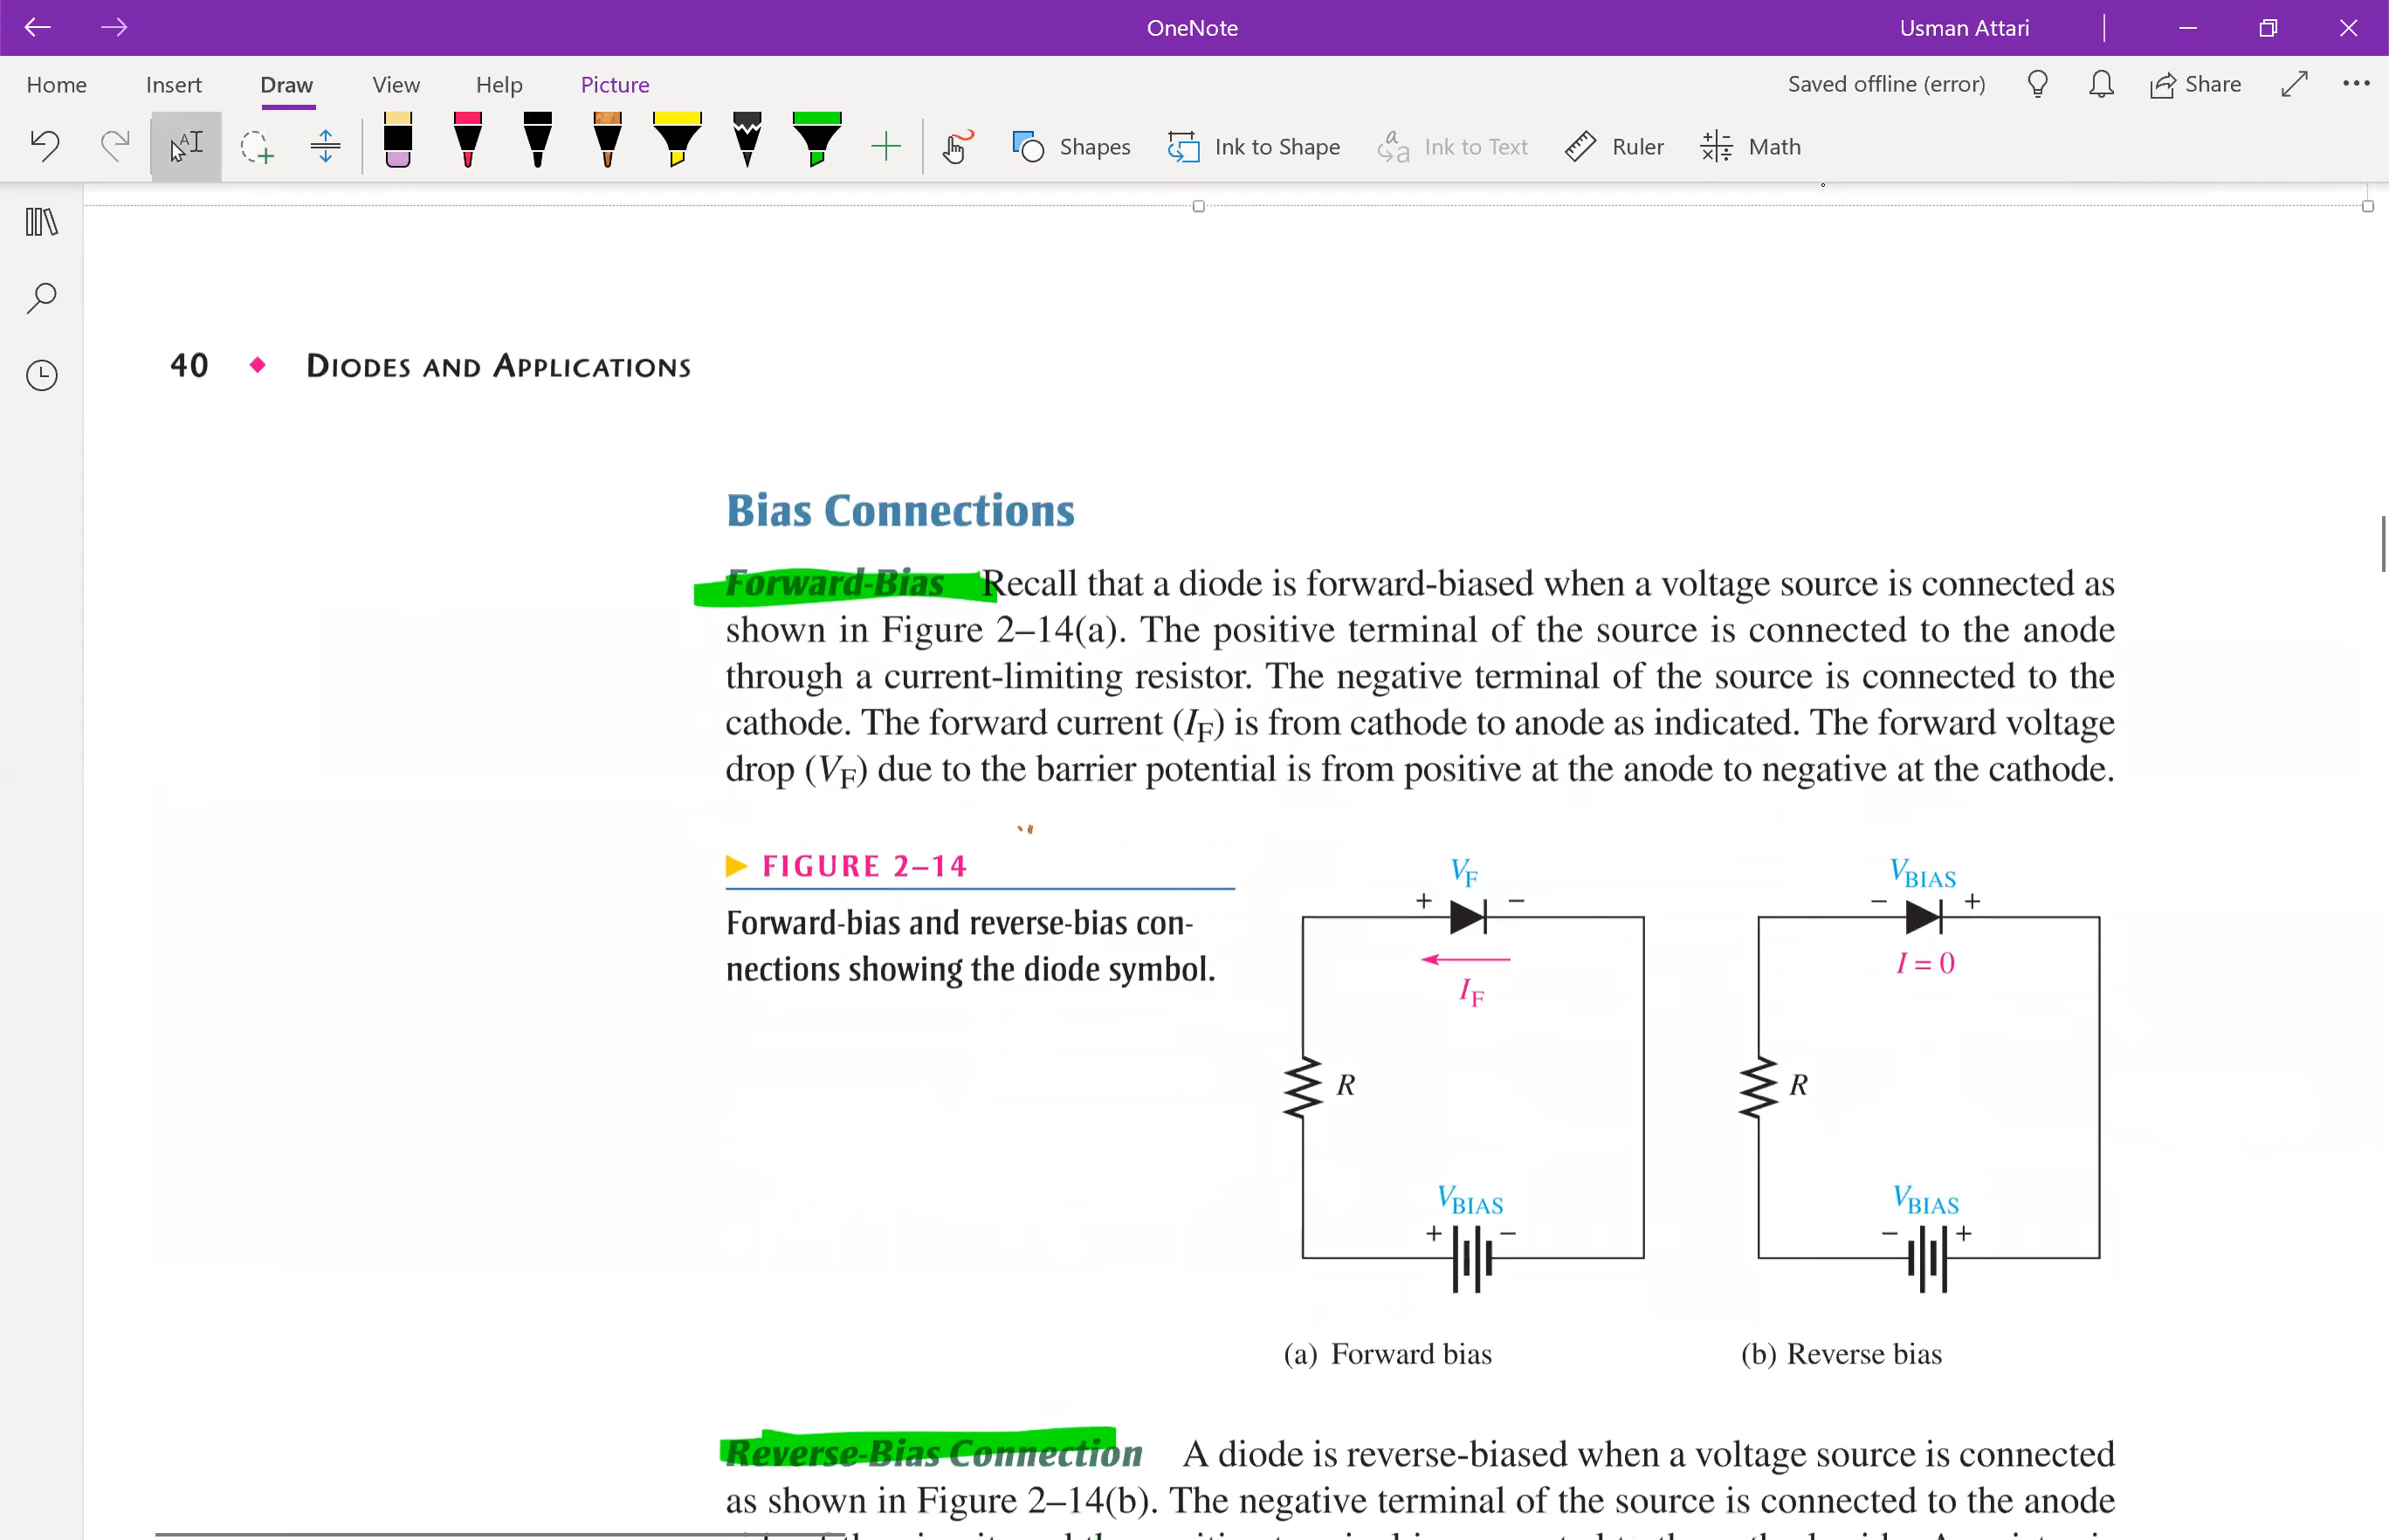 OneNote
Usman Attari
Home Insert Draw View Help Picture
Saved offline (error) Share
Shapes Ink to Shape Ink to Text Ruler Math
40 ◆ DIODES AND APPLICATIONS
Bias Connections
Forward-Bias Recall that a diode is forward-biased when a voltage source is connected as
shown in Figure 2–14(a). The positive terminal of the source is connected to the anode
through a current-limiting resistor. The negative terminal of the source is connected to the
cathode. The forward current (IF) is from cathode to anode as indicated. The forward voltage
drop (VF) due to the barrier potential is from positive at the anode to negative at the cathode.
▶ FIGURE 2–14
Forward-bias and reverse-bias con-
nections showing the diode symbol.
VF
+ −
IF
R
VBIAS
+ −
(a) Forward bias
VBIAS
− +
I = 0
R
VBIAS
− +
(b) Reverse bias
Reverse-Bias Connection A diode is reverse-biased when a voltage source is connected
as shown in Figure 2–14(b). The negative terminal of the source is connected to the anode